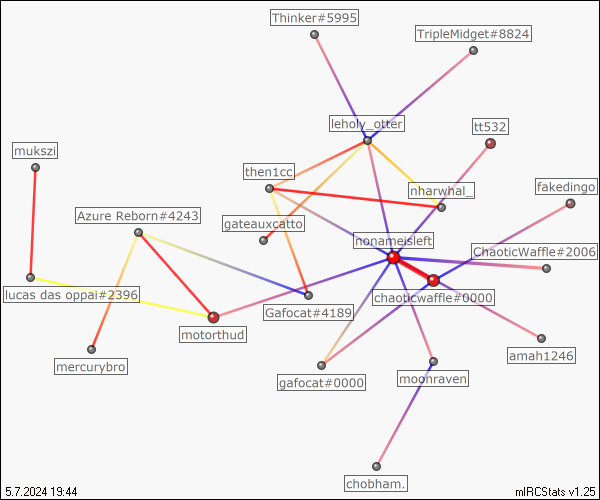 Thinker#5995
TripleMidget#8824
leholy_otter
tt532
mukszi
then1cc
nharwhal_
fakedingo
Azure Reborn#4243
gateauxcatto
nonameisleft
ChaoticWaffle#2006
lucas das oppai#2396
chaoticwaffle#0000
Gafocat#4189
motorthud
amah1246
mercurybro
gafocat#0000
moonraven
chobham.
5.7.2024 19:44
mIRCStats v1.25